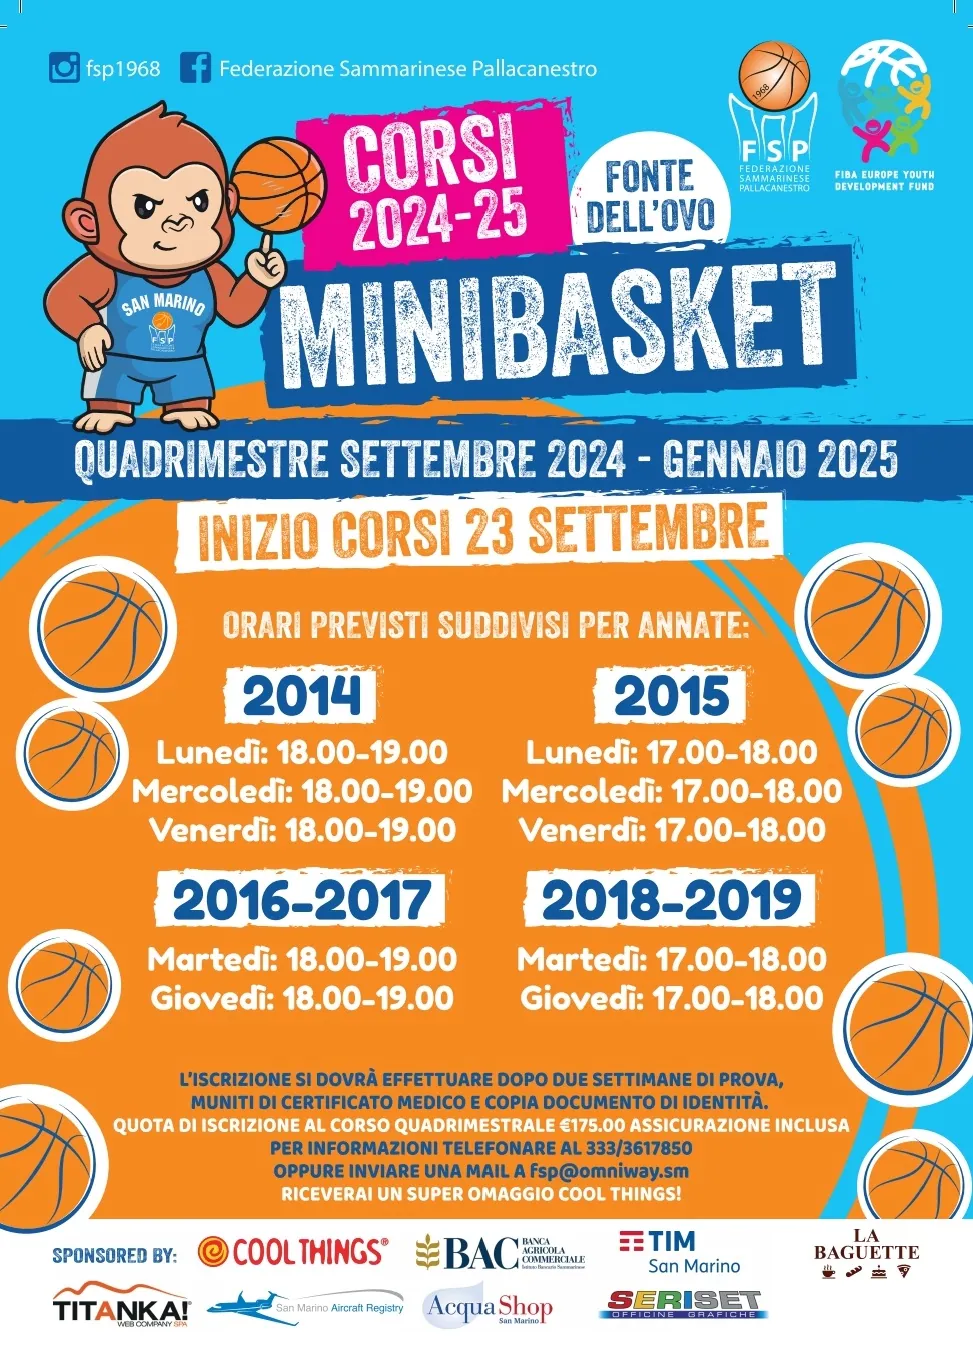 fsp1968 Federazione Sammarinese Pallacanestro
1968
FSP
FEDERAZIONE
SAMMARINESE
PALLACANESTRO
FIBA EUROPE YOUTH
DEVELOPMENT FUND
CORSI
2024-25
FONTE
DELL'OVO
MINIBASKET
SAN MARINO
FSP
QUADRIMESTRE SETTEMBRE 2024 - GENNAIO 2025
INIZIO CORSI 23 SETTEMBRE
ORARI PREVISTI SUDDIVISI PER ANNATE:
2014
Lunedì: 18.00-19.00
Mercoledì: 18.00-19.00
Venerdì: 18.00-19.00
2015
Lunedì: 17.00-18.00
Mercoledì: 17.00-18.00
Venerdì: 17.00-18.00
2016-2017
Martedì: 18.00-19.00
Giovedì: 18.00-19.00
2018-2019
Martedì: 17.00-18.00
Giovedì: 17.00-18.00
L'ISCRIZIONE SI DOVRÀ EFFETTUARE DOPO DUE SETTIMANE DI PROVA,
MUNITI DI CERTIFICATO MEDICO E COPIA DOCUMENTO DI IDENTITÀ.
QUOTA DI ISCRIZIONE AL CORSO QUADRIMESTRALE €175.00 ASSICURAZIONE INCLUSA
PER INFORMAZIONI TELEFONARE AL 333/3617850
OPPURE INVIARE UNA MAIL A fsp@omniway.sm
RICEVERAI UN SUPER OMAGGIO COOL THINGS!
SPONSORED BY:
COOL THINGS®
BAC BANCA
AGRICOLA
COMMERCIALE
Istituto Bancario Sammarinese
TIM
San Marino
LA
BAGUETTE
TITANKA!®
WEB COMPANY SPA
San Marino Aircraft Registry
Acqua Shop
San Marino
SERISET
OFFICINE GRAFICHE